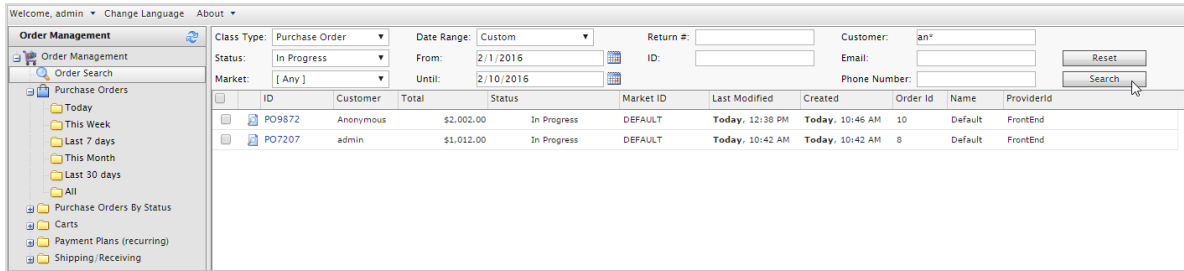 Welcome, admin Change Language About
Order Management
Order Management
Order Search
Purchase Orders
Today
This Week
Last 7 days
This Month
Last 30 days
All
Purchase Orders By Status
Carts
Payment Plans (recurring)
Shipping/Receiving
Class Type: Purchase Order Date Range: Custom Return #: Customer: an*
Status: In Progress From: 2/1/2016 ID: Email: Reset
Market: [ Any ] Until: 2/10/2016 Phone Number: Search
ID Customer Total Status Market ID Last Modified Created Order Id Name ProviderId
PO9872 Anonymous $2,002.00 In Progress DEFAULT Today, 12:38 PM Today, 10:46 AM 10 Default FrontEnd
PO7207 admin $1,012.00 In Progress DEFAULT Today, 10:42 AM Today, 10:42 AM 8 Default FrontEnd